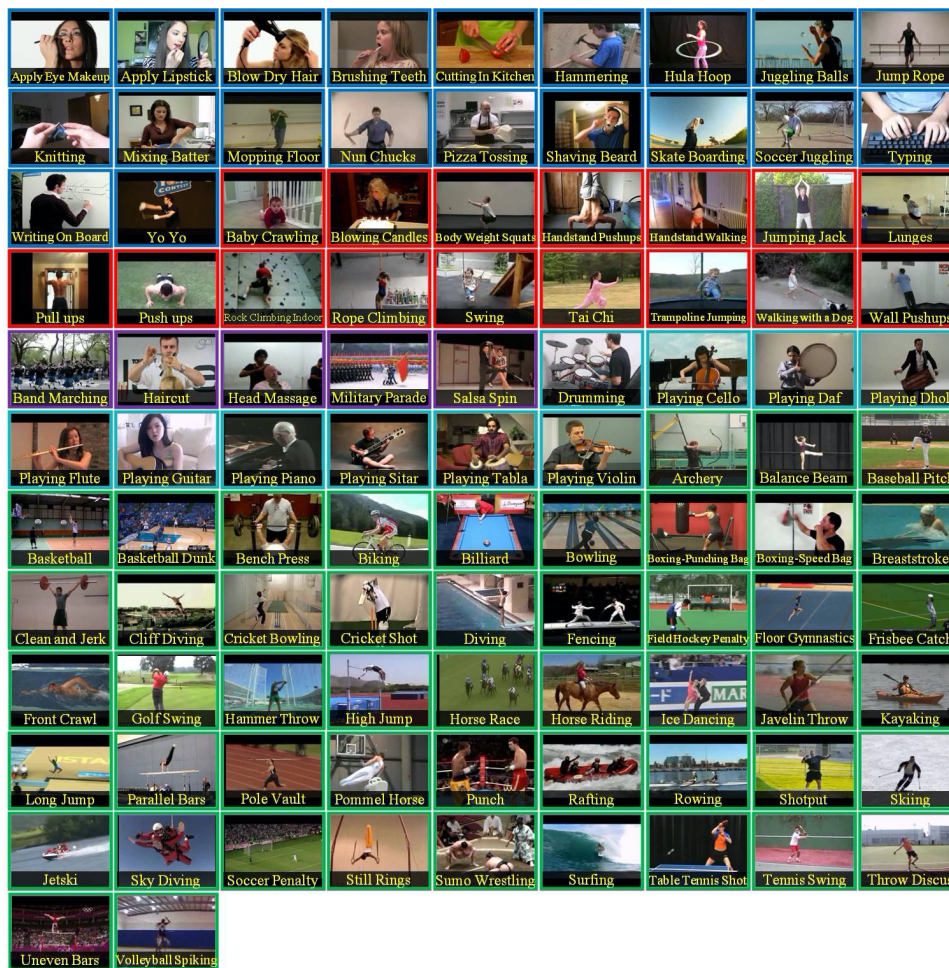 Apply Eye Makeup
Apply Lipstick
Blow Dry Hair
Brushing Teeth
Cutting In Kitchen
Hammering
Hula Hoop
Juggling Balls
Jump Rope
Knitting
Mixing Batter
Mopping Floor
Nun Chucks
Pizza Tossing
Shaving Beard
Skate Boarding
Soccer Juggling
Typing
Writing On Board
Yo Yo
Baby Crawling
Blowing Candles
Body Weight Squats
Handstand Pushups
Handstand Walking
Jumping Jack
Lunges
Pull ups
Push ups
Rock Climbing Indoor
Rope Climbing
Swing
Tai Chi
Trampoline Jumping
Walking with a Dog
Wall Pushups
Band Marching
Haircut
Head Massage
Military Parade
Salsa Spin
Drumming
Playing Cello
Playing Daf
Playing Dhol
Playing Flute
Playing Guitar
Playing Piano
Playing Sitar
Playing Tabla
Playing Violin
Archery
Balance Beam
Baseball Pitc
Basketball
Basketball Dunk
Bench Press
Biking
Billiard
Bowling
Boxing-Punching Bag
Boxing-Speed Bag
Breaststroke
Clean and Jerk
Cliff Diving
Cricket Bowling
Cricket Shot
Diving
Fencing
Field Hockey Penalty
Floor Gymnastics
Frisbee Catc
Front Crawl
Golf Swing
Hammer Throw
High Jump
Horse Race
Horse Riding
Ice Dancing
Javelin Throw
Kayaking
Long Jump
Parallel Bars
Pole Vault
Pommel Horse
Punch
Rafting
Rowing
Shotput
Skiing
Jetski
Sky Diving
Soccer Penalty
Still Rings
Sumo Wrestling
Surfing
Table Tennis Shot
Tennis Swing
Throw Discu
Uneven Bars
Volleyball Spiking